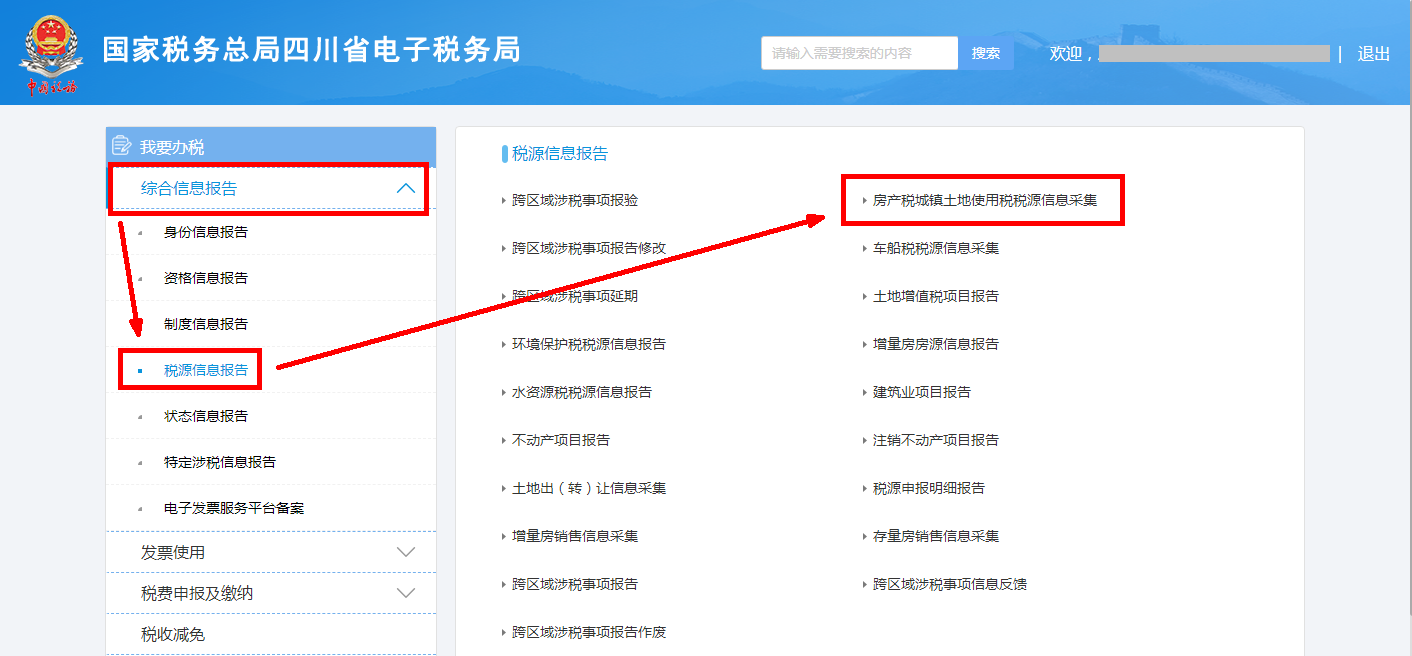 国家税务总局四川省电子税务局
中国税务
请输入需要搜索的内容
搜索
欢迎，
| 退出
我要办税
综合信息报告
身份信息报告
资格信息报告
制度信息报告
税源信息报告
状态信息报告
特定涉税信息报告
电子发票服务平台备案
发票使用
税费申报及缴纳
税收减免
税源信息报告
跨区域涉税事项报验
房产税城镇土地使用税税源信息采集
跨区域涉税事项报告修改
车船税税源信息采集
跨区域涉税事项延期
土地增值税项目报告
环境保护税税源信息报告
增量房房源信息报告
水资源税税源信息报告
建筑业项目报告
不动产项目报告
注销不动产项目报告
土地出（转）让信息采集
税源申报明细报告
增量房销售信息采集
存量房销售信息采集
跨区域涉税事项报告
跨区域涉税事项信息反馈
跨区域涉税事项报告作废